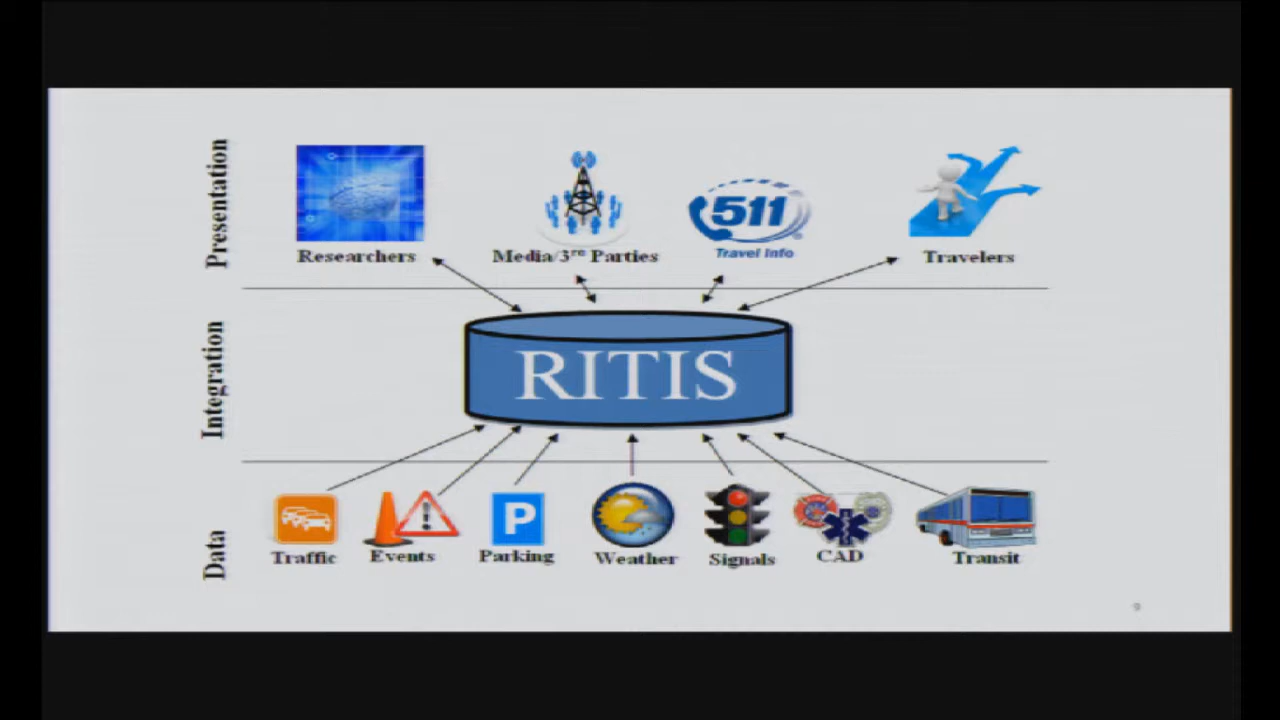 Presentation
Researchers
Media/3rd Parties
511
Travel Info
Travelers
Integration
RITIS
Data
Traffic
Events
P
Parking
Weather
Signals
CAD
Transit
9